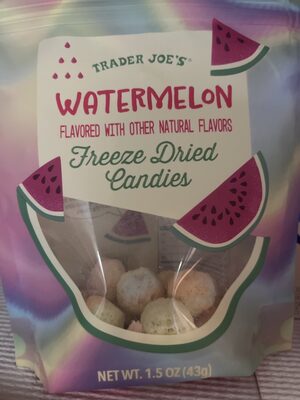 TRADER JOE'S®
WATERMELON
FLAVORED WITH OTHER NATURAL FLAVORS
Freeze Dried
Candies
NET WT. 1.5 OZ (43g)